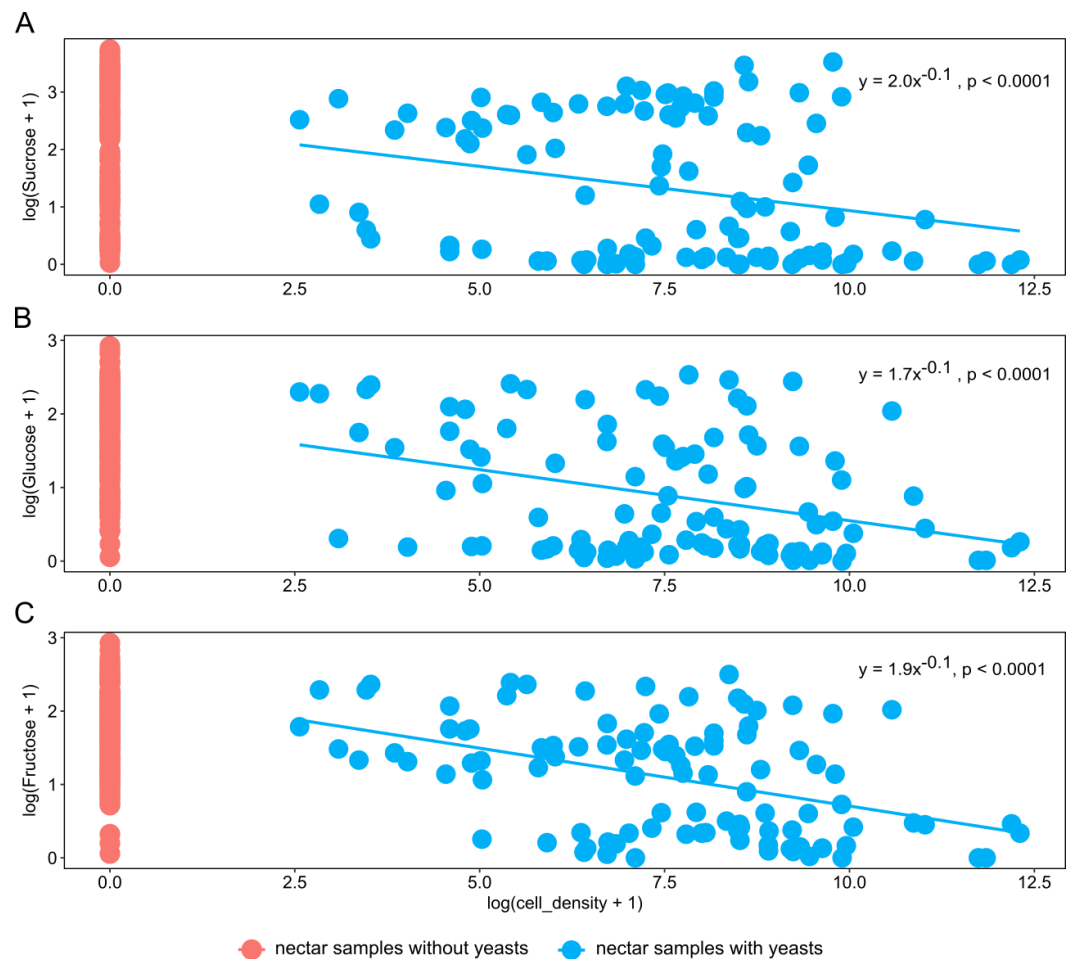 A
log(Sucrose + 1)
3
2
1
0
y = 2.0x^-0.1 , p < 0.0001
0.0 2.5 5.0 7.5 10.0 12.5
B
log(Glucose + 1)
3
2
1
0
y = 1.7x^-0.1 , p < 0.0001
0.0 2.5 5.0 7.5 10.0 12.5
C
log(Fructose + 1)
3
2
1
0
y = 1.9x^-0.1, p < 0.0001
0.0 2.5 5.0 7.5 10.0 12.5
log(cell_density + 1)
nectar samples without yeasts nectar samples with yeasts